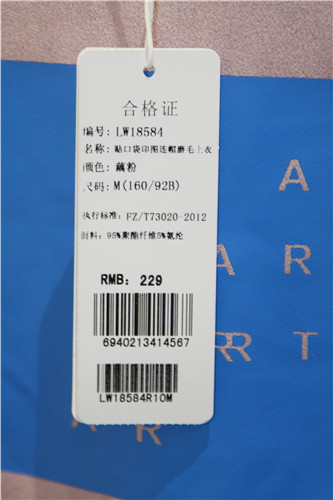 合格证
编号: LW18584
名称: 贴口袋印图连帽磨毛上衣
颜色: 藕粉
尺码: M(160/92B)
执行标准: FZ/T73020-2012
面料: 95%聚酯纤维5%氨纶
RMB: 229
6940213414567
LW18584R10M
A
A R
R R T
A R